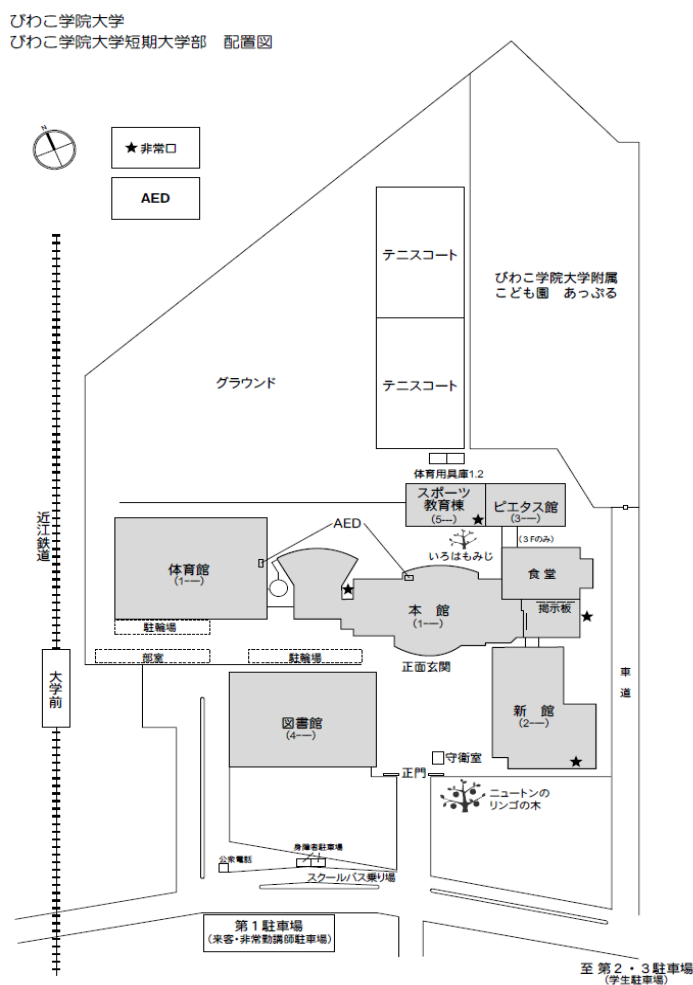 びわこ学院大学
びわこ学院大学短期大学部　配置図
N
★非常口
AED
テニスコート
びわこ学院大学附属
こども園　あっぷる
グラウンド
テニスコート
体育用具庫1.2
スポーツ
教育棟
(5---)
ピエタス館
(3-—)
近江鉄道
AED
いろはもみじ
(3Fのみ)
体育館
(1-—)
食堂
本　館
(1-—)
掲示板
駐輪場
部室
駐輪場
正面玄関
大学前
車道
図書館
(4-—)
新　館
(2-—)
守衛室
正門
ニュートンの
リンゴの木
身障者駐車場
公衆電話
スクールバス乗り場
第1駐車場
(来客・非常勤講師駐車場)
至 第2・3駐車場
(学生駐車場)